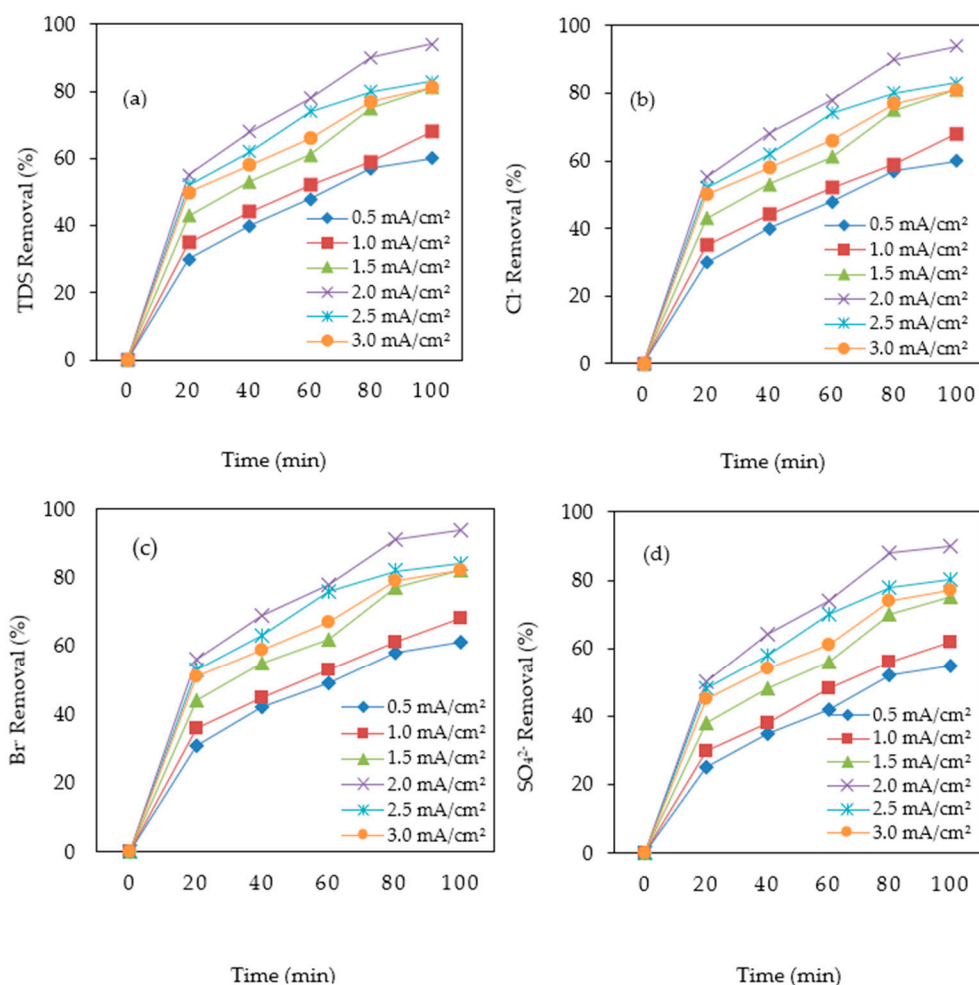 100
80
60
40
20
0
TDS Removal (%)
(a)
0.5 mA/cm²
1.0 mA/cm²
1.5 mA/cm²
2.0 mA/cm²
2.5 mA/cm²
3.0 mA/cm²
0 20 40 60 80 100
Time (min)
100
80
60
40
20
0
Cl⁻ Removal (%)
(b)
0.5 mA/cm²
1.0 mA/cm²
1.5 mA/cm²
2.0 mA/cm²
2.5 mA/cm²
3.0 mA/cm²
0 20 40 60 80 100
Time (min)
100
80
60
40
20
0
Br⁻ Removal (%)
(c)
0.5 mA/cm²
1.0 mA/cm²
1.5 mA/cm²
2.0 mA/cm²
2.5 mA/cm²
3.0 mA/cm²
0 20 40 60 80 100
Time (min)
100
80
60
40
20
0
SO₄²⁻ Removal (%)
(d)
0.5 mA/cm²
1.0 mA/cm²
1.5 mA/cm²
2.0 mA/cm²
2.5 mA/cm²
3.0 mA/cm²
0 20 40 60 80 100
Time (min)